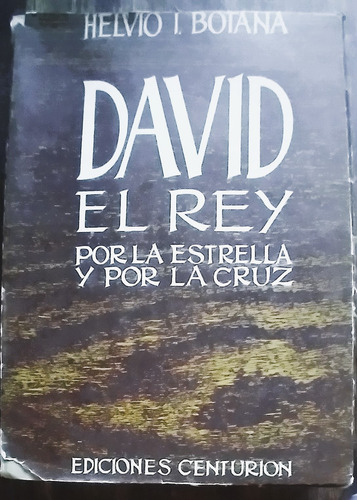 HELVIO I. BOTANA
DAVID
EL REY
POR LA ESTRELLA
Y POR LA CRUZ
EDICIONES CENTURION